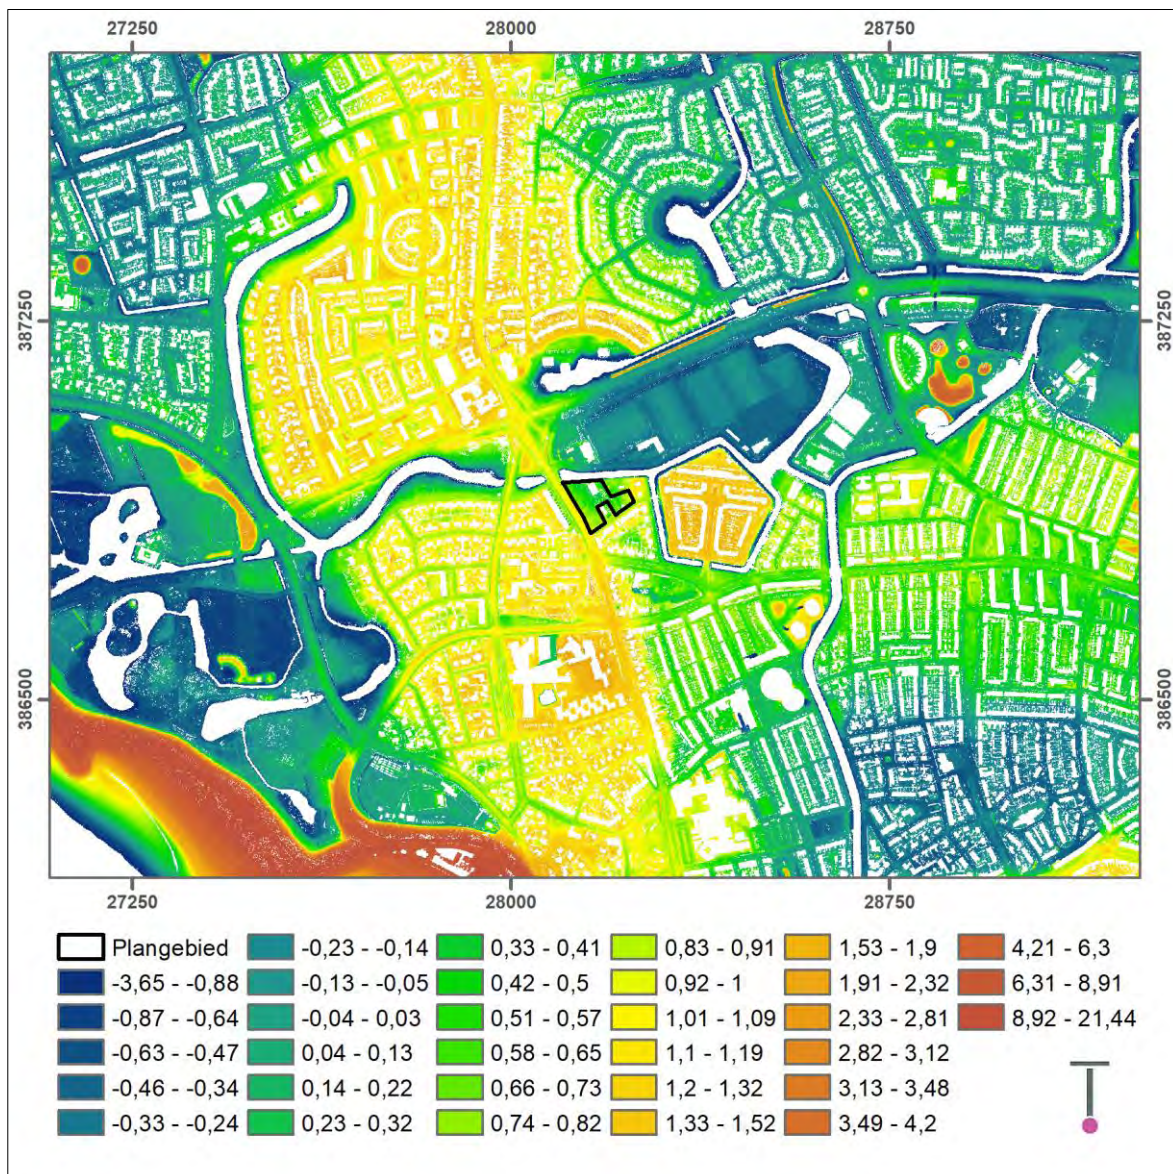 27250 28000 28750
387250 387250
386500 386500
27250 28000 28750
Plangebied -0,23 - -0,14 0,33 - 0,41 0,83 - 0,91 1,53 - 1,9 4,21 - 6,3
-3,65 - -0,88 -0,13 - -0,05 0,42 - 0,5 0,92 - 1 1,91 - 2,32 6,31 - 8,91
-0,87 - -0,64 -0,04 - 0,03 0,51 - 0,57 1,01 - 1,09 2,33 - 2,81 8,92 - 21,44
-0,63 - -0,47 0,04 - 0,13 0,58 - 0,65 1,1 - 1,19 2,82 - 3,12
-0,46 - -0,34 0,14 - 0,22 0,66 - 0,73 1,2 - 1,32 3,13 - 3,48
-0,33 - -0,24 0,23 - 0,32 0,74 - 0,82 1,33 - 1,52 3,49 - 4,2